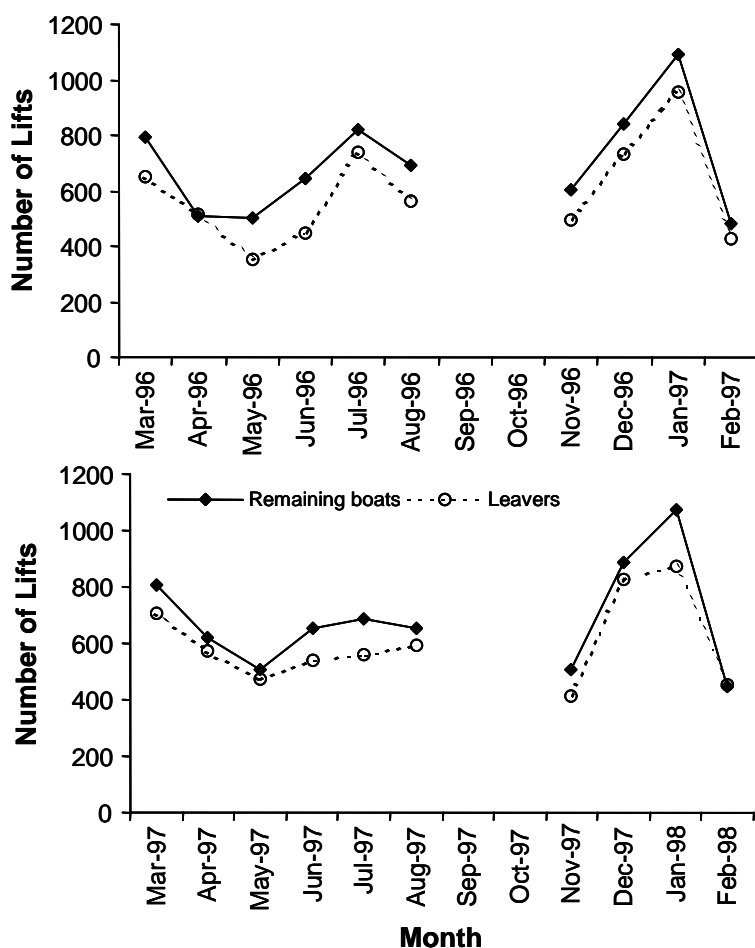 1200
1000
800
600
400
200
0
Number of Lifts
Mar-96
Apr-96
May-96
Jun-96
Jul-96
Aug-96
Sep-96
Oct-96
Nov-96
Dec-96
Jan-97
Feb-97
1200
1000
800
600
400
200
0
Number of Lifts
Remaining boats Leavers
Mar-97
Apr-97
May-97
Jun-97
Jul-97
Aug-97
Sep-97
Oct-97
Nov-97
Dec-97
Jan-98
Feb-98
Month